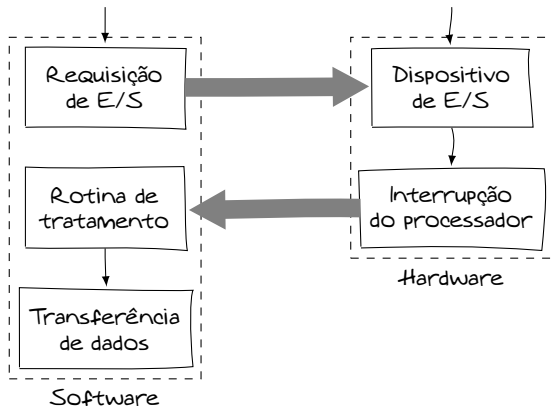 Requisição
de E/S
Dispositivo
de E/S
Rotina de
tratamento
Interrupção
do processador
Hardware
Transferência
de dados
Software